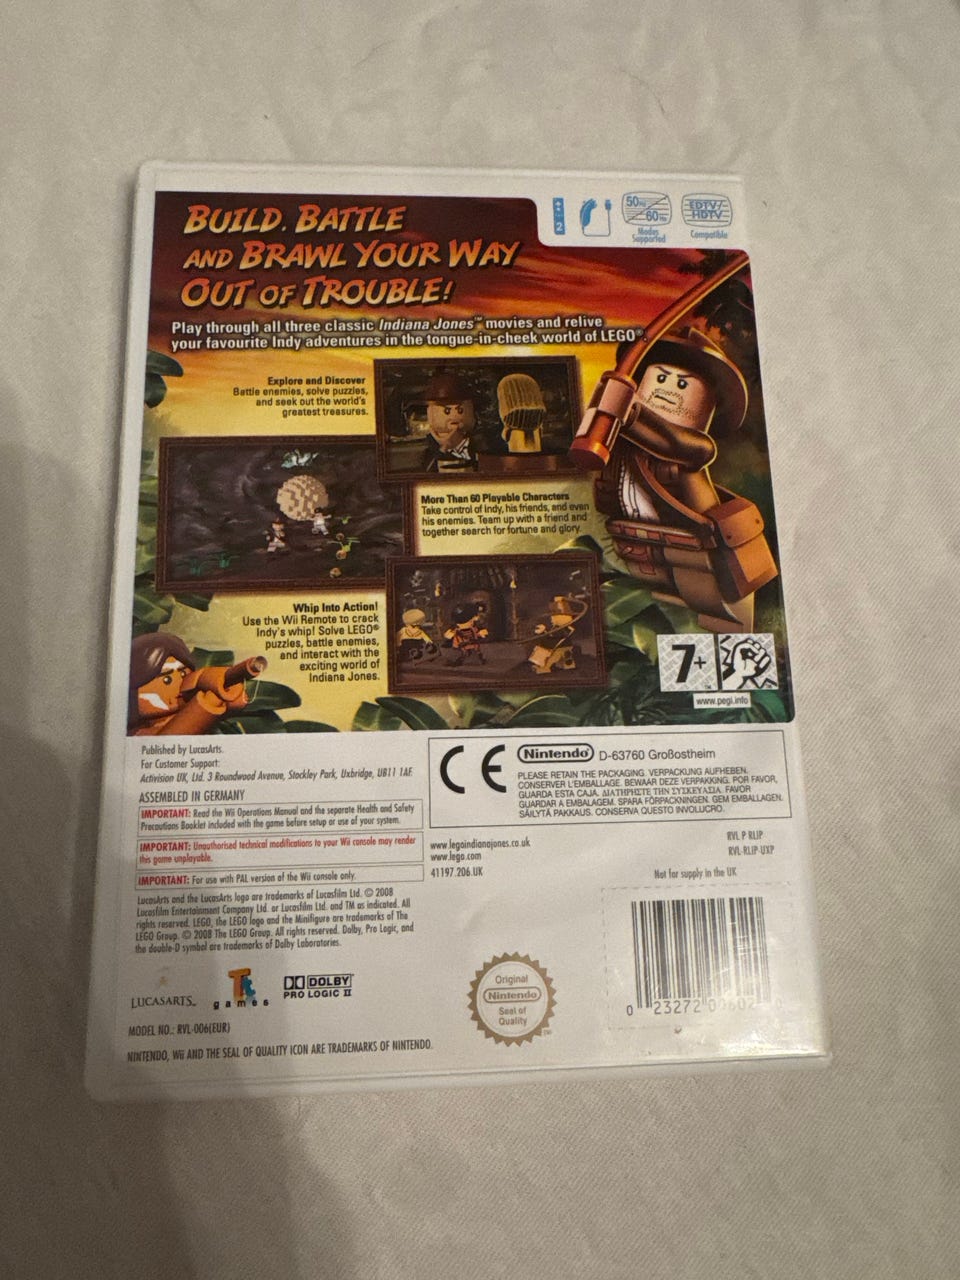 BUILD. BATTLE
AND BRAWL YOUR WAY
OUT OF TROUBLE!
2
50Hz
60Hz
Modes
Supported
EDTV/
HDTV
Compatible
Play through all three classic Indiana Jones™ movies and relive
your favourite Indy adventures in the tongue-in-cheek world of LEGO®.
Explore and Discover
Battle enemies, solve puzzles,
and seek out the world's
greatest treasures.
More Than 60 Playable Characters
Take control of Indy, his friends, and even
his enemies. Team up with a friend and
together search for fortune and glory.
Whip Into Action!
Use the Wii Remote to crack
Indy's whip! Solve LEGO®
puzzles, battle enemies,
and interact with the
exciting world of
Indiana Jones.
7+
www.pegi.info
Published by LucasArts.
For Customer Support:
Activision UK, Ltd. 3 Roundwood Avenue, Stockley Park, Uxbridge, UB11 1AF
ASSEMBLED IN GERMANY
IMPORTANT: Read the Wii Operations Manual and the separate Health and Safety
Precautions Booklet included with the game before setup or use of your system.
IMPORTANT: Unauthorised technical modifications to your Wii console may render
this game unplayable.
IMPORTANT: For use with PAL version of the Wii console only.
LucasArts and the LucasArts logo are trademarks of Lucasfilm Ltd. © 2008
Lucasfilm Entertainment Company Ltd. or Lucasfilm Ltd. and TM as indicated. All
rights reserved. LEGO, the LEGO logo and the Minifigure are trademarks of The
LEGO Group. © 2008 The LEGO Group. All rights reserved. Dolby, Pro Logic, and
the double-D symbol are trademarks of Dolby Laboratories.
LUCASARTS™
Tt
games
DOLBY
PRO LOGIC II
MODEL NO.: RVL-006(EUR)
NINTENDO, Wii AND THE SEAL OF QUALITY ICON ARE TRADEMARKS OF NINTENDO.
CE
Nintendo® D-63760 Großostheim
PLEASE RETAIN THE PACKAGING. VERPACKUNG AUFHEBEN.
CONSERVER L'EMBALLAGE. BEWAAR DEZE VERPAKKING. POR FAVOR,
GUARDA ESTA CAJA. ΔΙΑΤΗΡΗΣΤΕ ΤΗΝ ΣΥΣΚΕΥΑΣΙΑ. FAVOR
GUARDAR A EMBALAGEM. SPARA FÖRPACKNINGEN. GEM EMBALLAGEN.
SÄILYTÄ PAKKAUS. CONSERVA QUESTO INVOLUCRO.
www.legoindianajones.co.uk
www.lego.com
41197.206.UK
RVL P RLIP
RVL-RLIP-UXP
Not for supply in the UK
Original
Nintendo
Seal of
Quality
0 23272